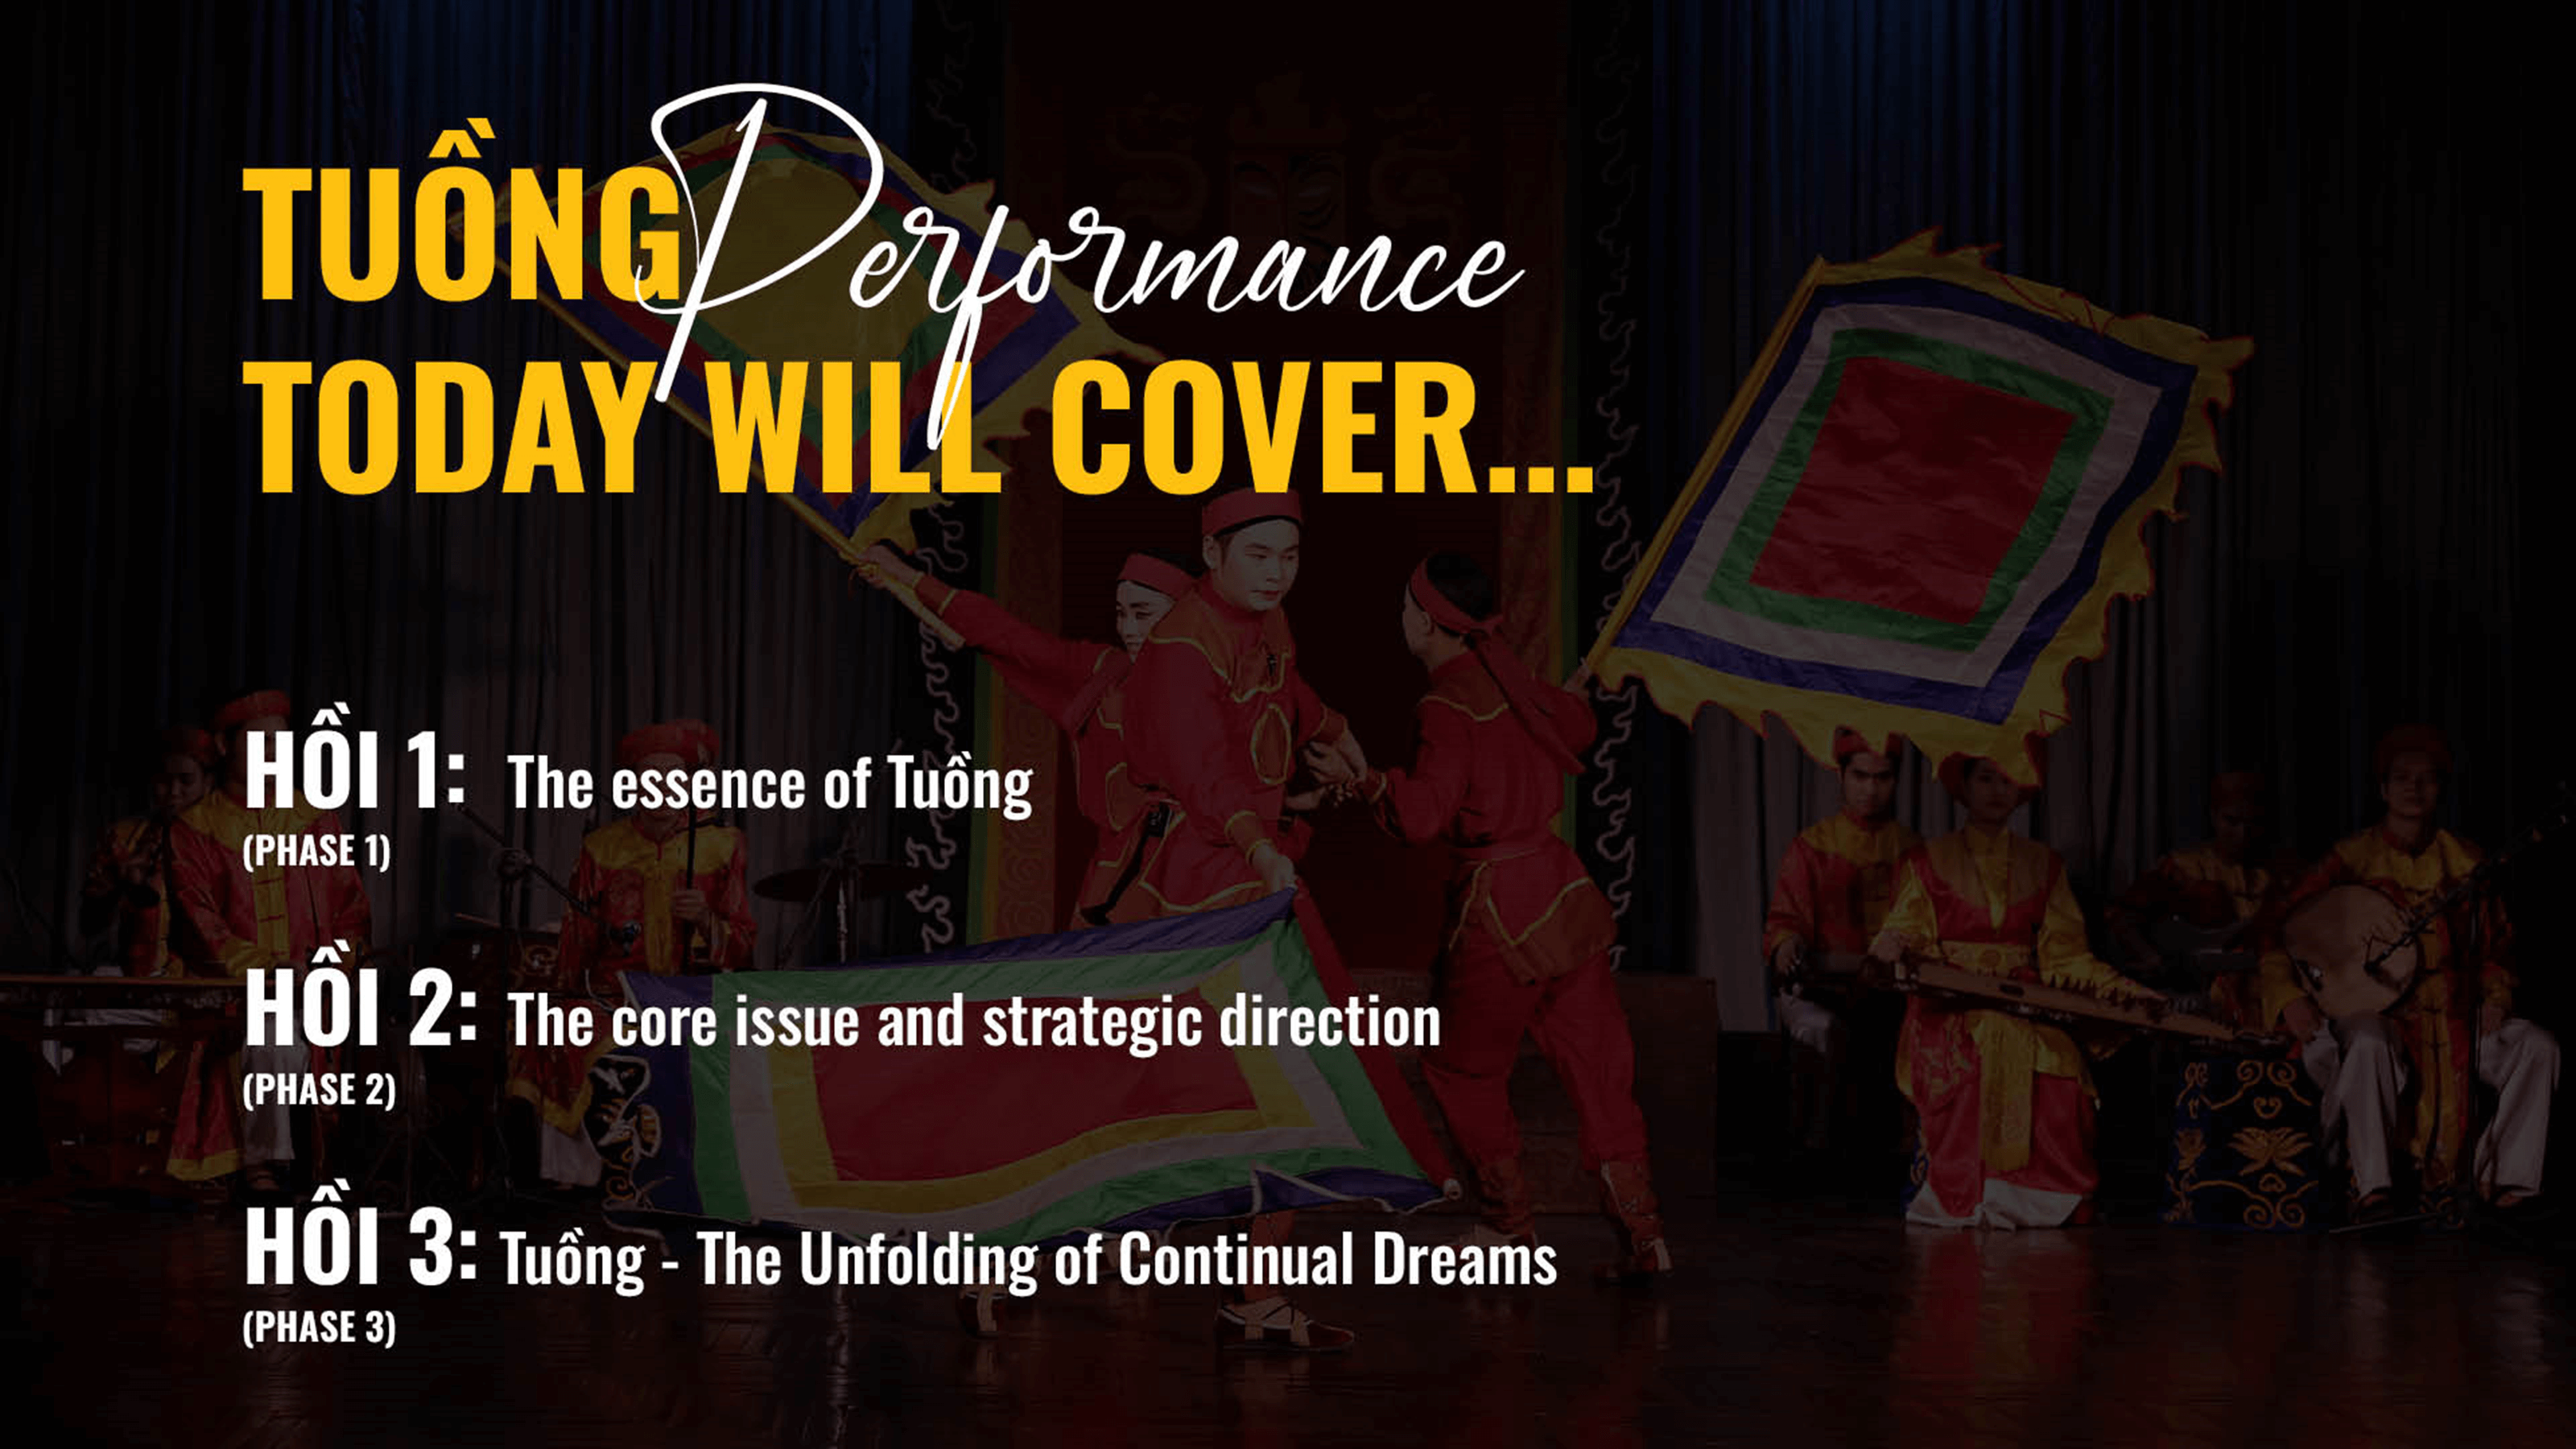 TUỒNG Performance
TODAY WILL COVER...
HỒI 1: The essence of Tuồng
(PHASE 1)
HỒI 2: The core issue and strategic direction
(PHASE 2)
HỒI 3: Tuồng - The Unfolding of Continual Dreams
(PHASE 3)